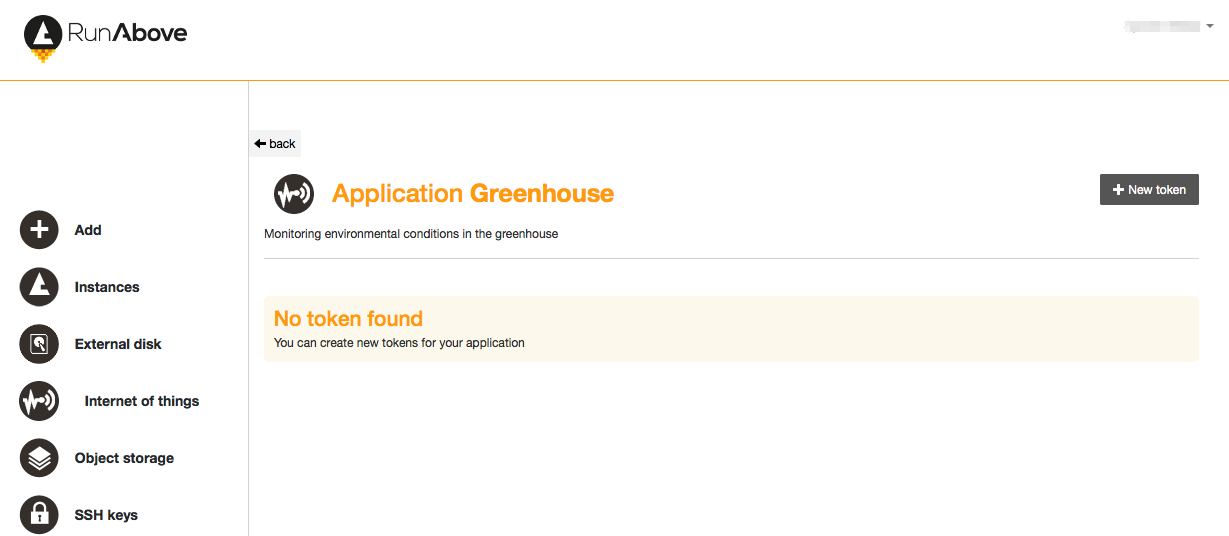 RunAbove
back
Application Greenhouse
New token
Monitoring environmental conditions in the greenhouse
Add
Instances
No token found
You can create new tokens for your application
External disk
Internet of things
Object storage
SSH keys